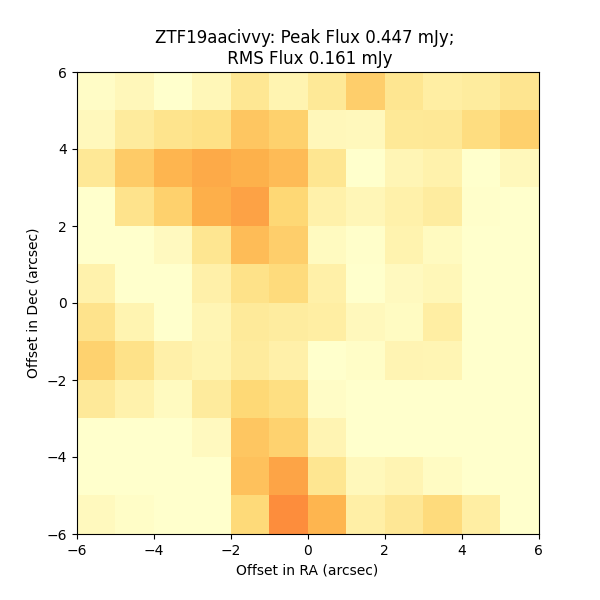 ZTF19aacivvy: Peak Flux 0.447 mJy;
RMS Flux 0.161 mJy
6
4
2
0
−2
−4
−6
Offset in Dec (arcsec)
−6 −4 −2 0 2 4 6
Offset in RA (arcsec)